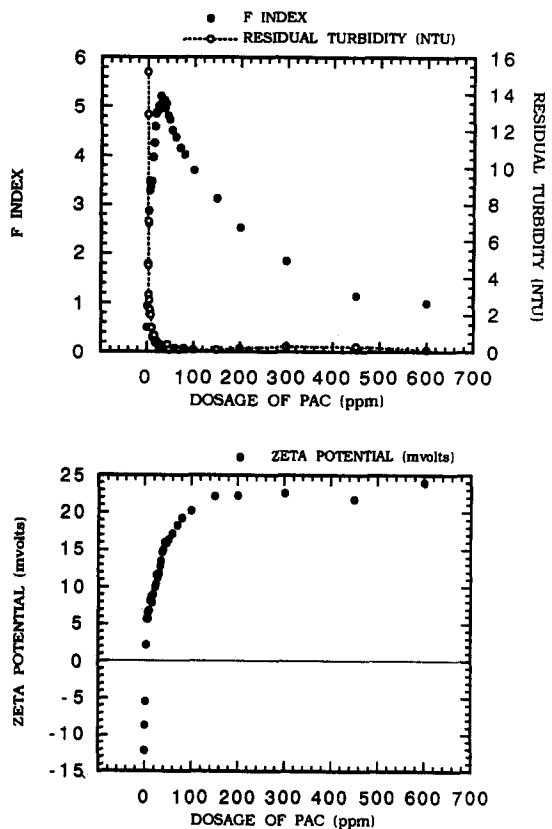 F INDEX
RESIDUAL TURBIDITY (NTU)
6
5
4
3
2
1
0
F INDEX
16
14
12
10
8
6
4
2
0
RESIDUAL TURBIDITY (NTU)
0 100 200 300 400 500 600 700
DOSAGE OF PAC (ppm)
ZETA POTENTIAL (mvolts)
25
20
15
10
5
0
- 5
-10
-15
ZETA POTENTIAL (mvolts)
0 100 200 300 400 500 600 700
DOSAGE OF PAC (ppm)